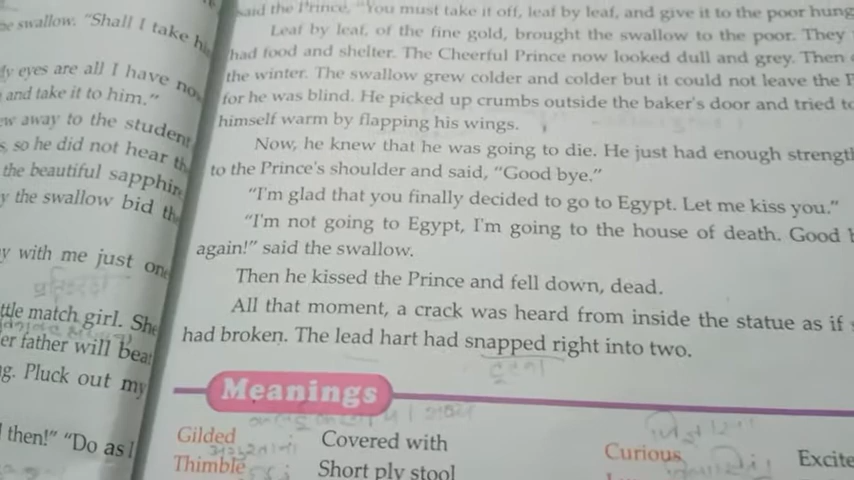 e swallow. "Shall I take
My eyes are all I have
and take it to him."
away to the student
so he did not hear
the beautiful sapphire
the swallow bid
with me just one
match girl. She
father will beat
Pluck out my
then!" "Do as I
said the Prince, "You must take it off, leaf by leaf, and give it to the poor
Leaf by leaf, of the fine gold, brought the swallow to the poor. They
had food and shelter. The Cheerful Prince now looked dull and grey. Then
the winter. The swallow grew colder and colder but it could not leave the
for he was blind. He picked up crumbs outside the baker's door and tried to
himself warm by flapping his wings.
Now, he knew that he was going to die. He just had enough strength
to the Prince's shoulder and said, "Good bye."
"I'm glad that you finally decided to go to Egypt. Let me kiss you."
"I'm not going to Egypt, I'm going to the house of death. Good
again!" said the swallow.
Then he kissed the Prince and fell down, dead.
All that moment, a crack was heard from inside the statue as if
had broken. The lead hart had snapped right into two.
टूटना
Meanings
Gilded Covered with Curious Excite
Thimble Short ply stool